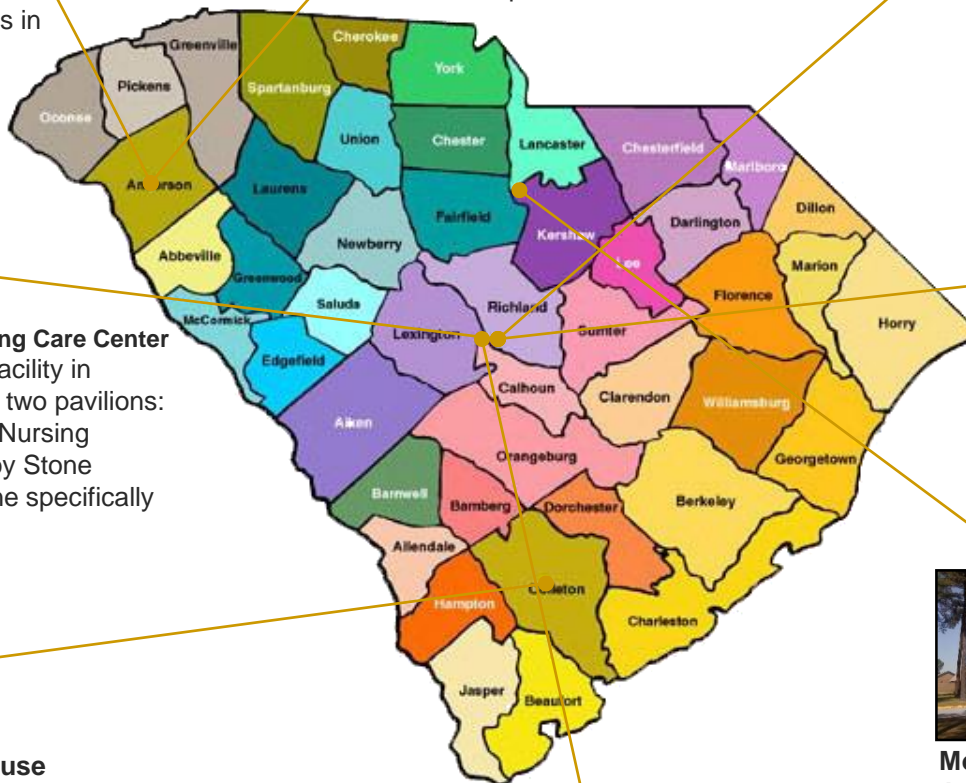 s in
Greenville
Cherokee
York
Pickens
Spartanburg
Oconee
Union
Chester
Lancaster
Chesterfield
Marlboro
Anderson
Laurens
Fairfield
Kershaw
Lee
Darlington
Dillon
Abbeville
Newberry
Marion
Greenwood
Saluda
Richland
Florence
Horry
McCormick
Lexington
Sumter
Edgefield
Calhoun
Clarendon
Williamsburg
Aiken
Orangeburg
Georgetown
Barnwell
Bamberg
Dorchester
Berkeley
Allendale
Hampton
Colleton
Charleston
Jasper
Beaufort
ng Care Center
acility in
two pavilions:
Nursing
by Stone
ne specifically
use